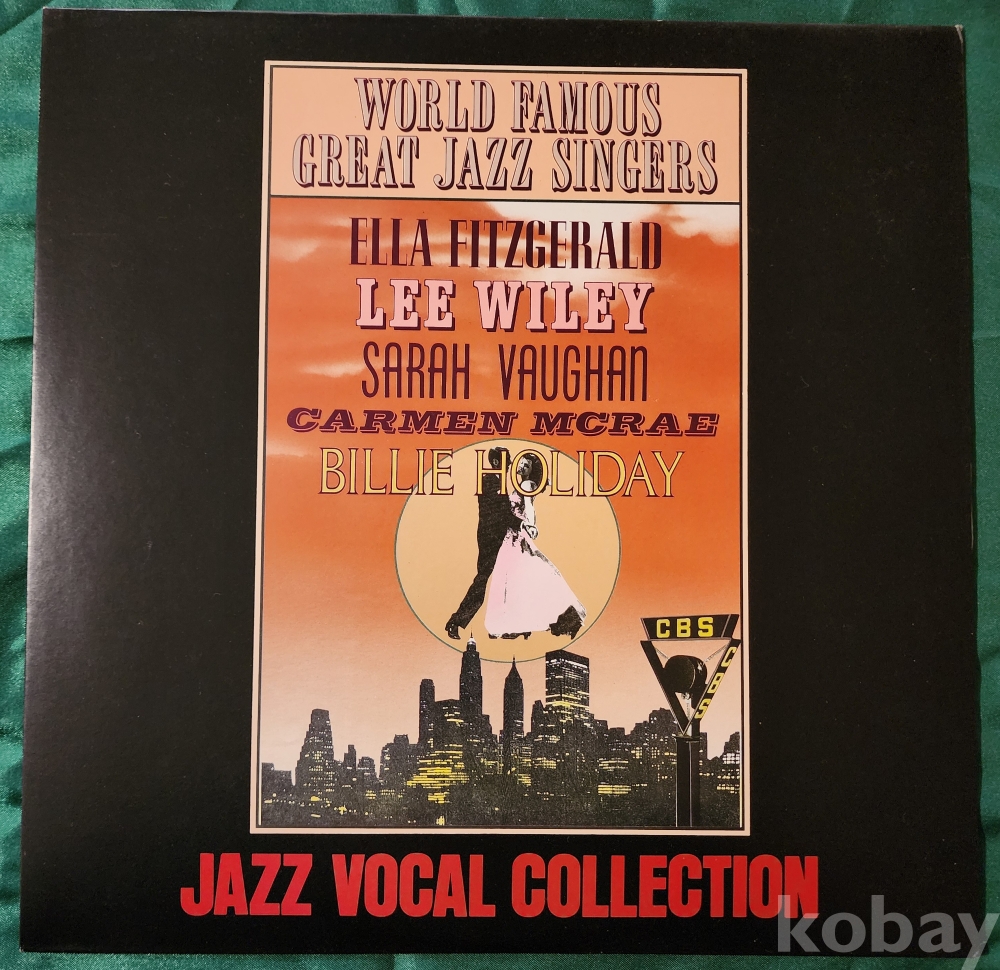 WORLD FAMOUS
GREAT JAZZ SINGERS
ELLA FITZGERALD
LEE WILEY
SARAH VAUGHAN
CARMEN MCRAE
BILLIE HOLIDAY
CBS
CBS
JAZZ VOCAL COLLECTION
kobay